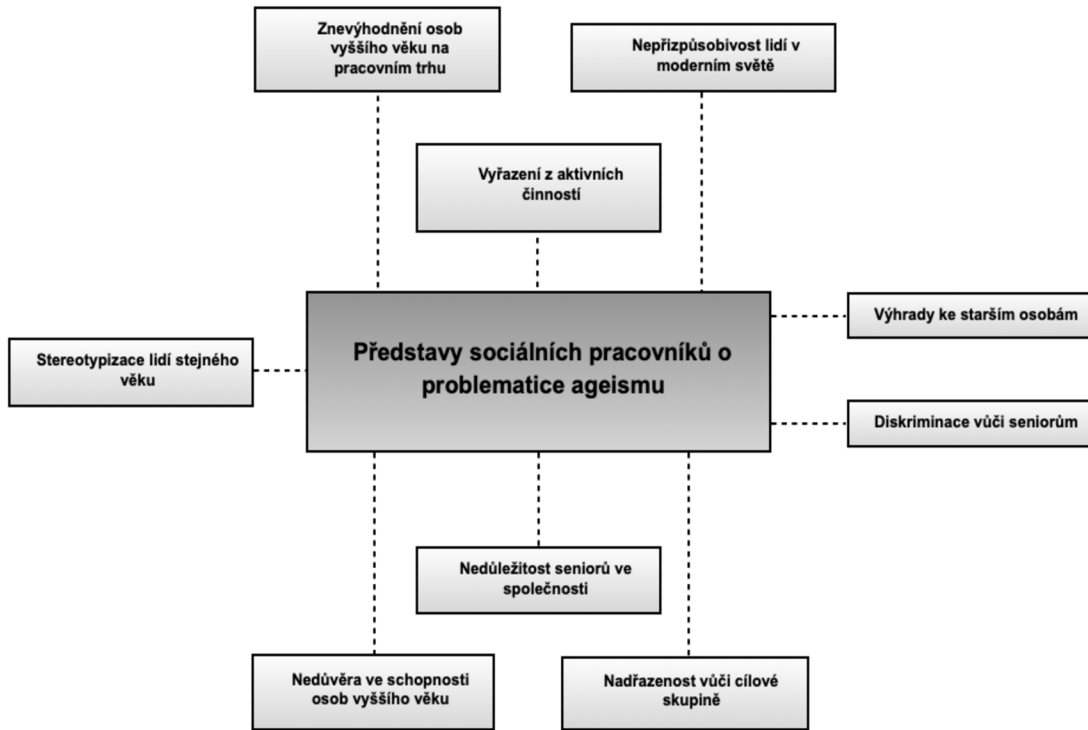 Znevýhodnění osob
vyššího věku na
pracovním trhu
Nepřizpůsobivost lidí v
moderním světě
Vyřazení z aktivních
činností
Výhrady ke starším osobám
Představy sociálních pracovníků o
problematice ageismu
Stereotypizace lidí stejného
věku
Diskriminace vůči seniorům
Nedůležitost seniorů ve
společnosti
Nedůvěra ve schopnosti
osob vyššího věku
Nadřazenost vůči cílové
skupině